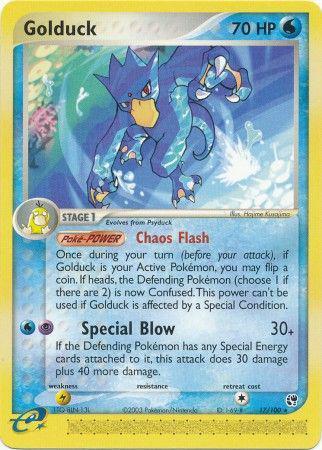 Golduck 70 HP
Illus. Hajime Kusajima
STAGE 1
Evolves from Psyduck
Poké-POWER Chaos Flash
Once during your turn (before your attack), if
Golduck is your Active Pokémon, you may flip a
coin. If heads, the Defending Pokémon (choose 1 if
there are 2) is now Confused. This power can't be
used if Golduck is affected by a Special Condition.
Special Blow 30+
If the Defending Pokémon has any Special Energy
cards attached to it, this attack does 30 damage
plus 40 more damage.
weakness resistance retreat cost
©2003 Pokémon/Nintendo 17/100 ★
e